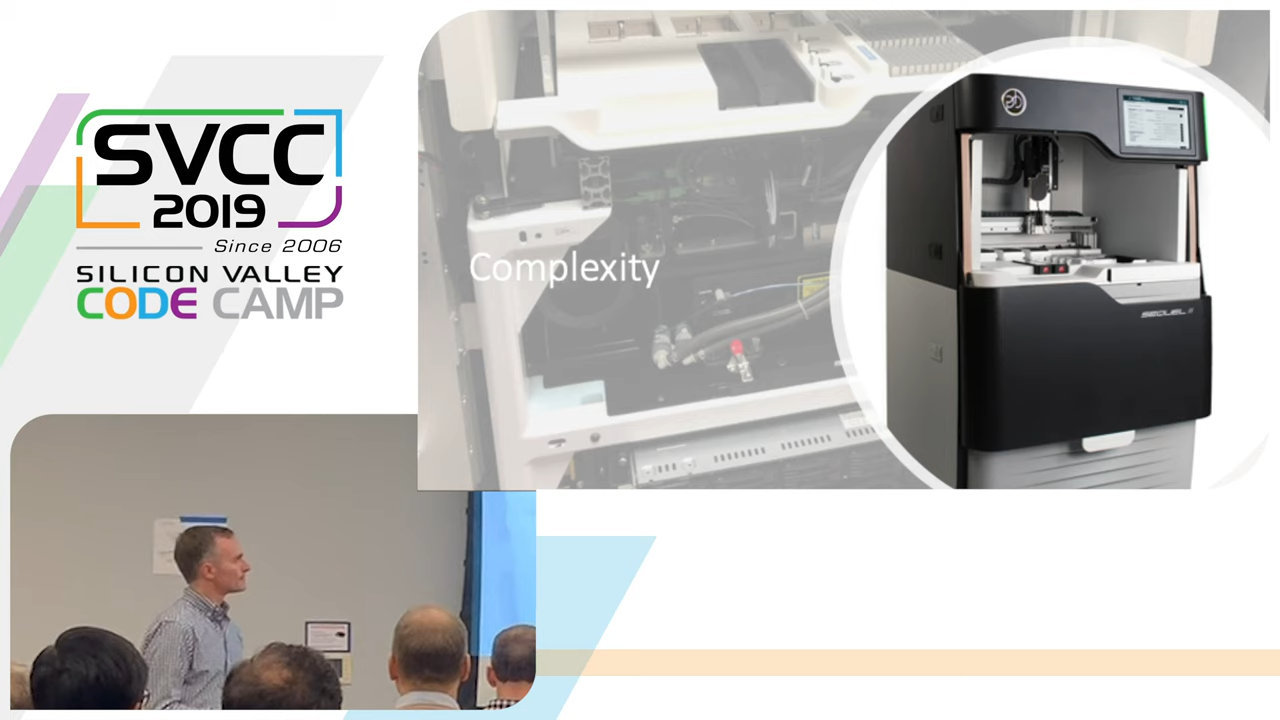 SVCC
2019
Since 2006
SILICON VALLEY
CODE CAMP
Complexity
SEQUEL II